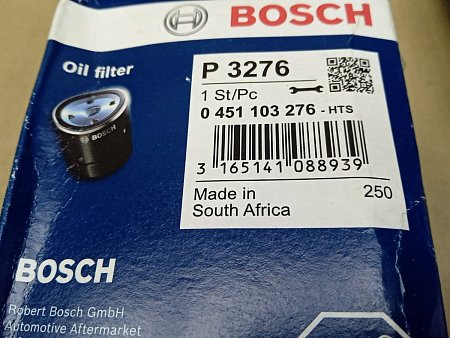 BOSCH
Oil filter
BOSCH
P 3276
1 St/Pc
0 451 103 276 - HTS
3 165141 088939
Made in
South Africa
250
BOSCH
Robert Bosch GmbH
Automotive Aftermarket